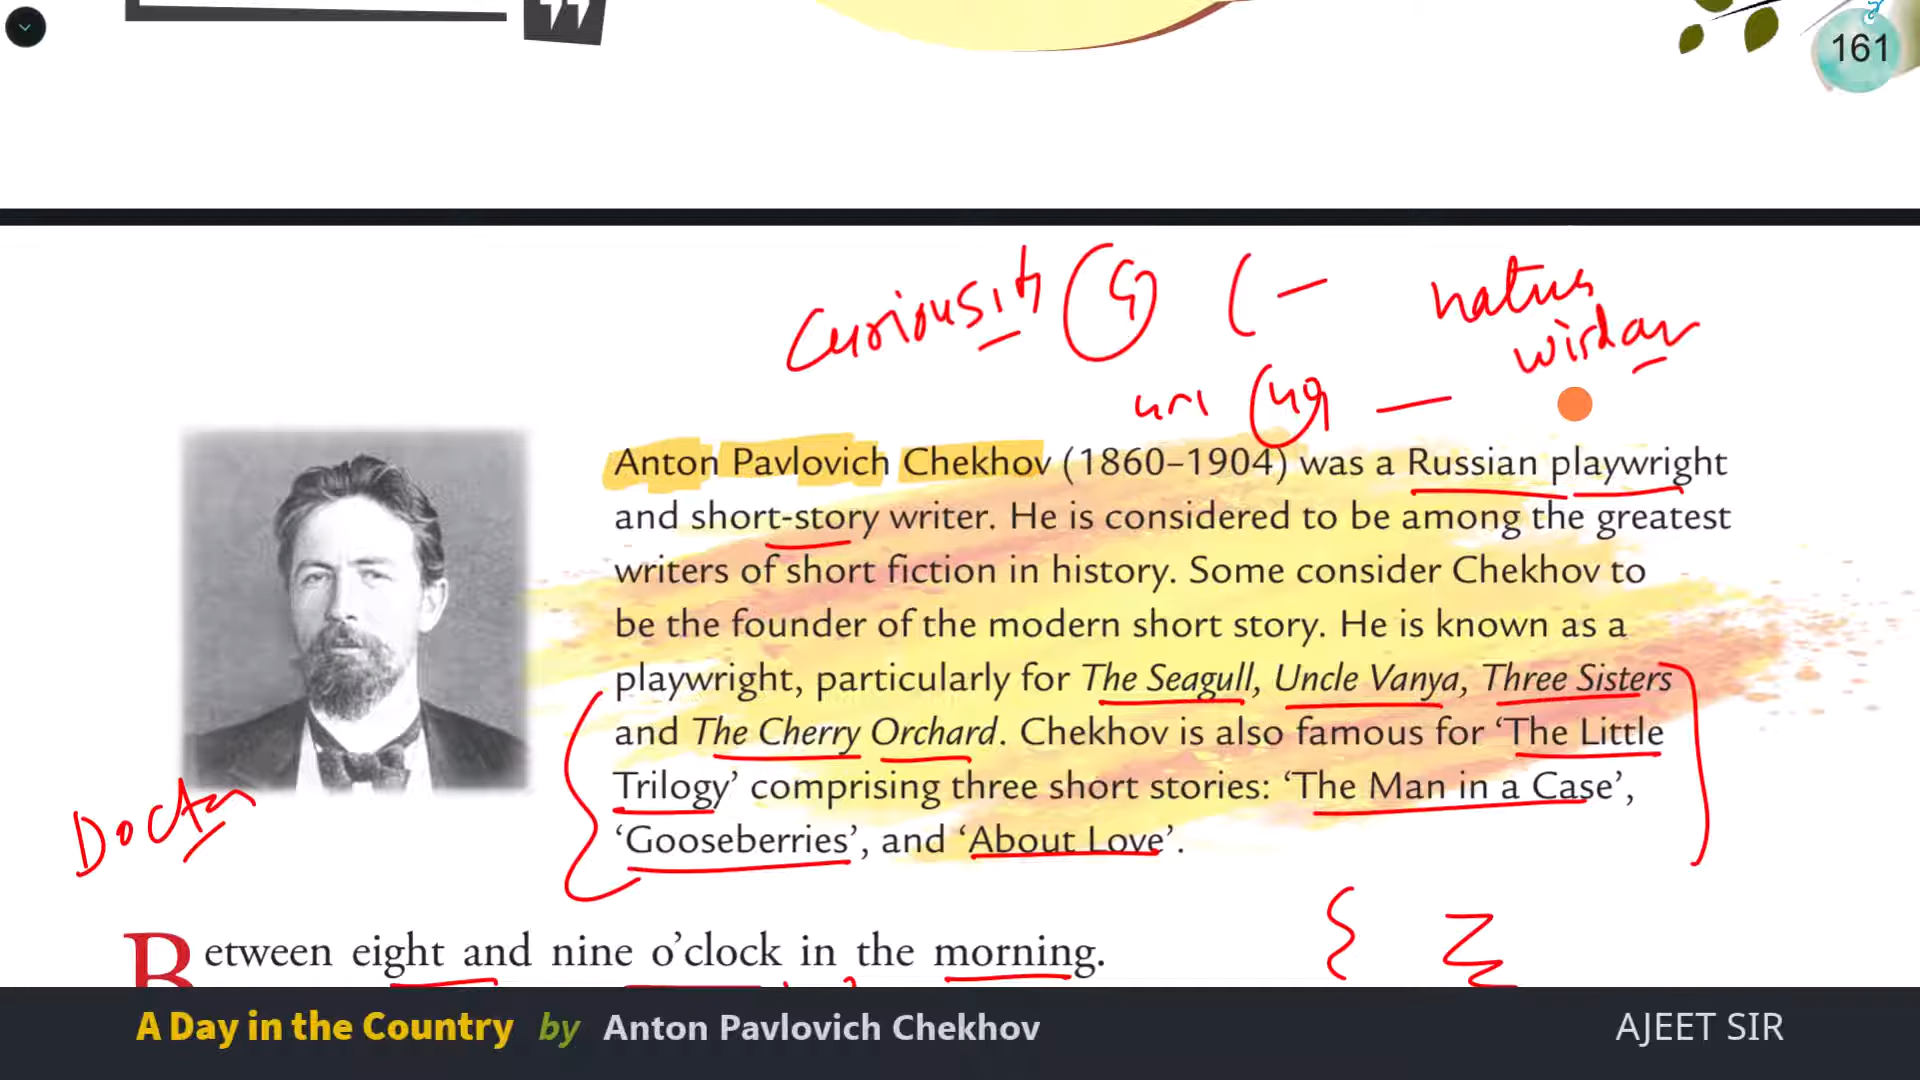 161
Curiousity
natus
Anton Pavlovich Chekhov (1860–1904) was a Russian playwright
and short-story writer. He is considered to be among the greatest
writers of short fiction in history. Some consider Chekhov to
be the founder of the modern short story. He is known as a
playwright, particularly for The Seagull, Uncle Vanya, Three Sisters
and The Cherry Orchard. Chekhov is also famous for ‘The Little
Trilogy’ comprising three short stories: ‘The Man in a Case’,
‘Gooseberries’, and ‘About Love’.
Doctor
Between eight and nine o’clock in the morning.
A Day in the Country by Anton Pavlovich Chekhov
AJEET SIR